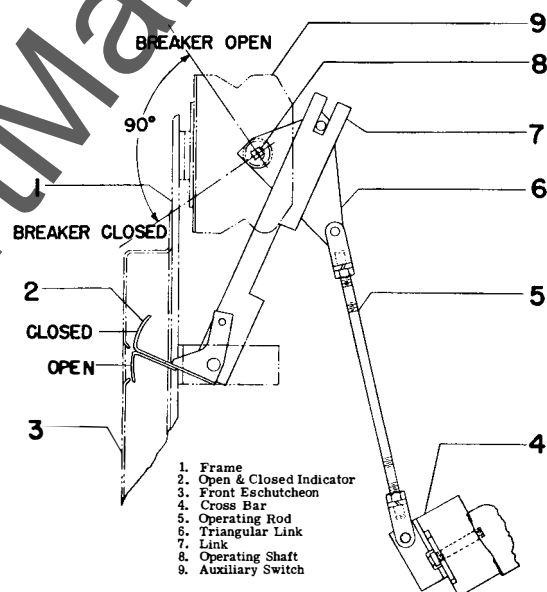 BREAKER OPEN
9
8
90°
7
1
6
BREAKER CLOSED
2
CLOSED
5
OPEN
3
4
1. Frame
2. Open & Closed Indicator
3. Front Eschutcheon
4. Cross Bar
5. Operating Rod
6. Triangular Link
7. Link
8. Operating Shaft
9. Auxiliary Switch